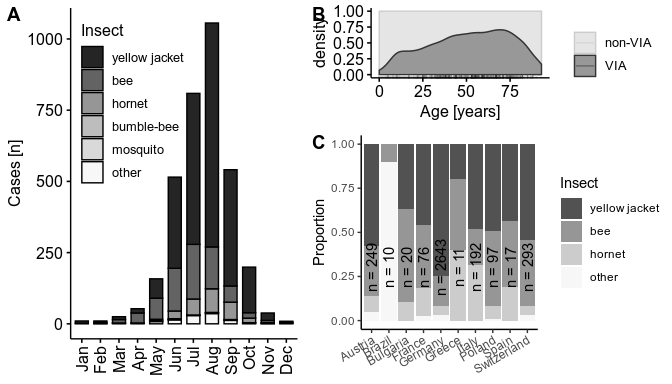 A
Insect
yellow jacket
bee
hornet
bumble-bee
mosquito
other
Cases [n]
1000
750
500
250
0
Jan
Feb
Mar
Apr
May
Jun
Jul
Aug
Sep
Oct
Nov
Dec
B
density
1.00
0.75
0.50
0.25
0.00
0
25
50
75
Age [years]
non-VIA
VIA
C
Proportion
1.00
0.75
0.50
0.25
0.00
n = 249
n = 10
n = 20
n = 76
n = 2643
n = 11
n = 192
n = 97
n = 17
n = 293
Austria
Brazil
Bulgaria
France
Germany
Greece
Italy
Poland
Spain
Switzerland
Insect
yellow jacket
bee
hornet
other